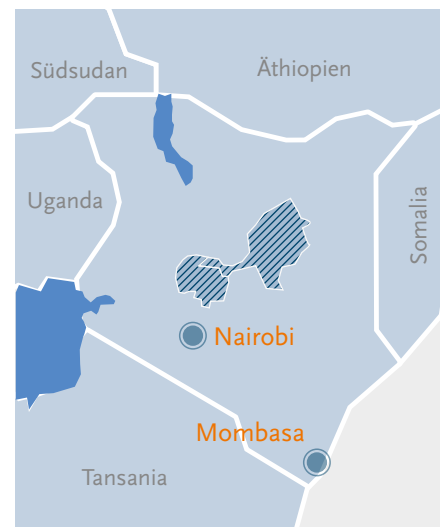 Südsudan
Äthiopien
Uganda
Somalia
Nairobi
Mombasa
Tansania